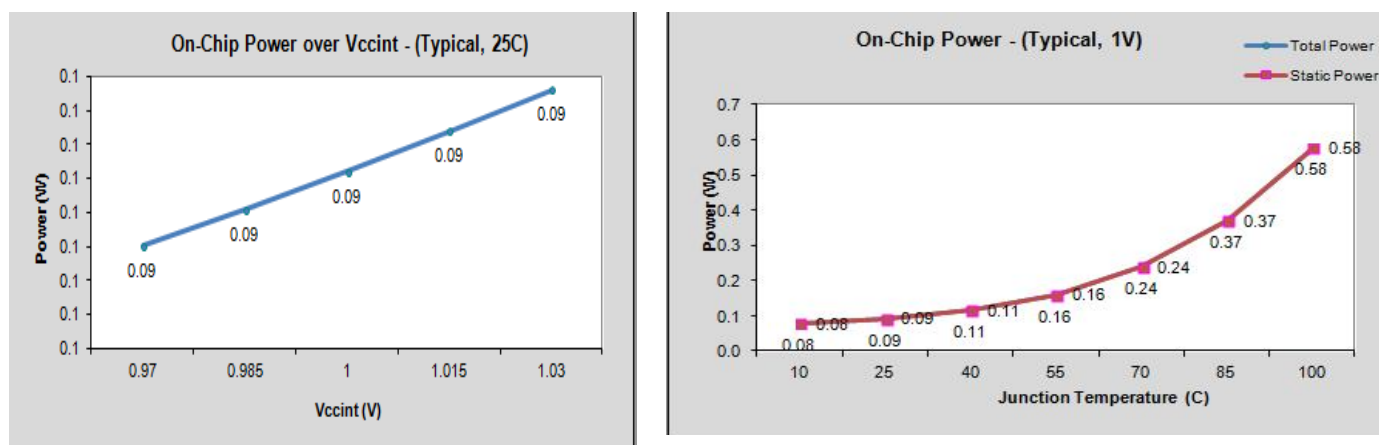 On-Chip Power over Vccint - (Typical, 25C)
0.1
0.1
0.1
0.1
0.1
0.1
0.1
0.1
0.1
Power (W)
0.09
0.09
0.09
0.09
0.09
0.97 0.985 1 1.015 1.03
Vccint (V)
On-Chip Power - (Typical, 1V)
Total Power
Static Power
0.7
0.6
0.5
0.4
0.3
0.2
0.1
0.0
Power (W)
0.08 0.09 0.11 0.16 0.24 0.37 0.58
0.08 0.09 0.11 0.16 0.24 0.37 0.58
10 25 40 55 70 85 100
Junction Temperature (C)